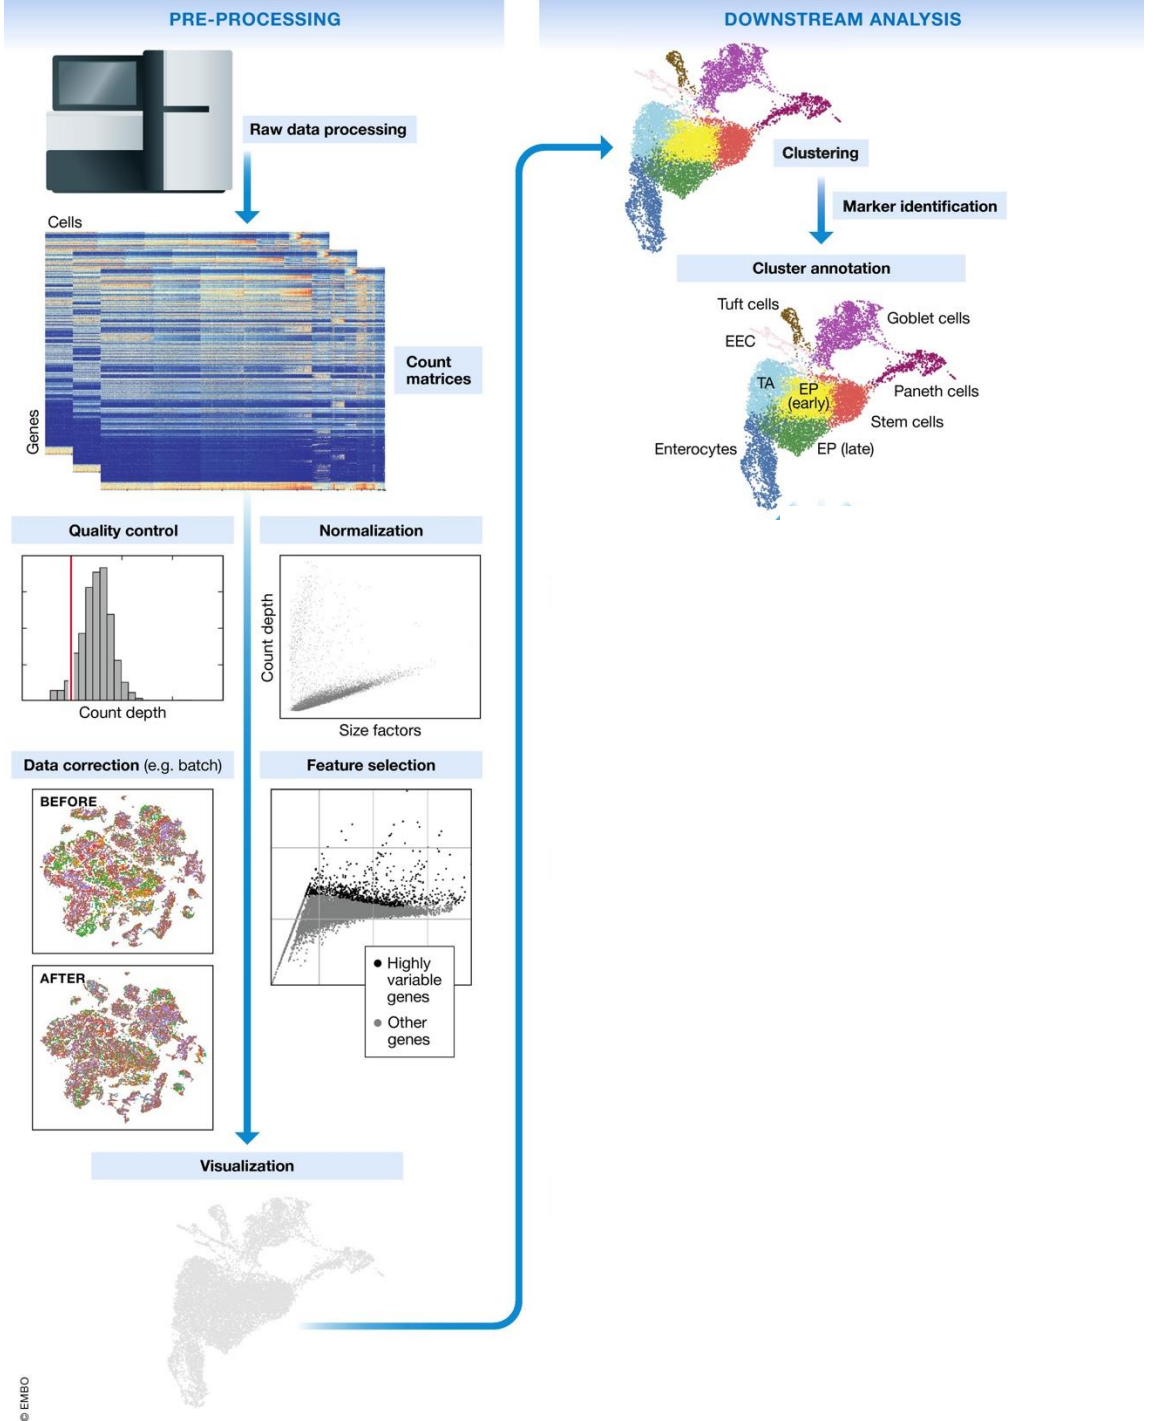 PRE-PROCESSING
Raw data processing
Cells
Genes
Count
matrices
Quality control
Count depth
Normalization
Count depth
Size factors
Data correction (e.g. batch)
BEFORE
AFTER
Feature selection
Highly
variable
genes
Other
genes
Visualization
© EMBO
DOWNSTREAM ANALYSIS
Clustering
Marker identification
Cluster annotation
Tuft cells
Goblet cells
EEC
TA
EP
(early)
Paneth cells
Stem cells
Enterocytes
EP (late)